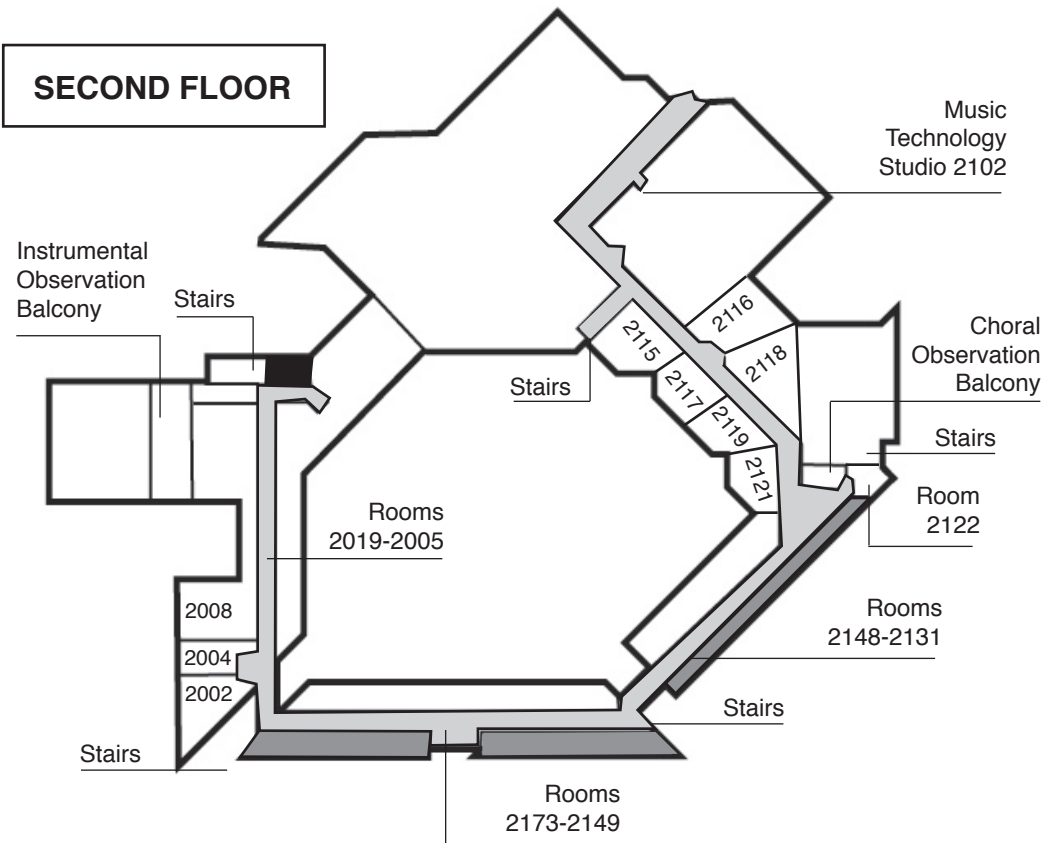 SECOND FLOOR
Music
Technology
Studio 2102
Instrumental
Observation
Balcony
Stairs
2116
Choral
Observation
Balcony
2115
2118
Stairs
2117
2119
Stairs
2121
Room
2122
Rooms
2019-2005
2008
Rooms
2148-2131
2004
2002
Stairs
Stairs
Rooms
2173-2149